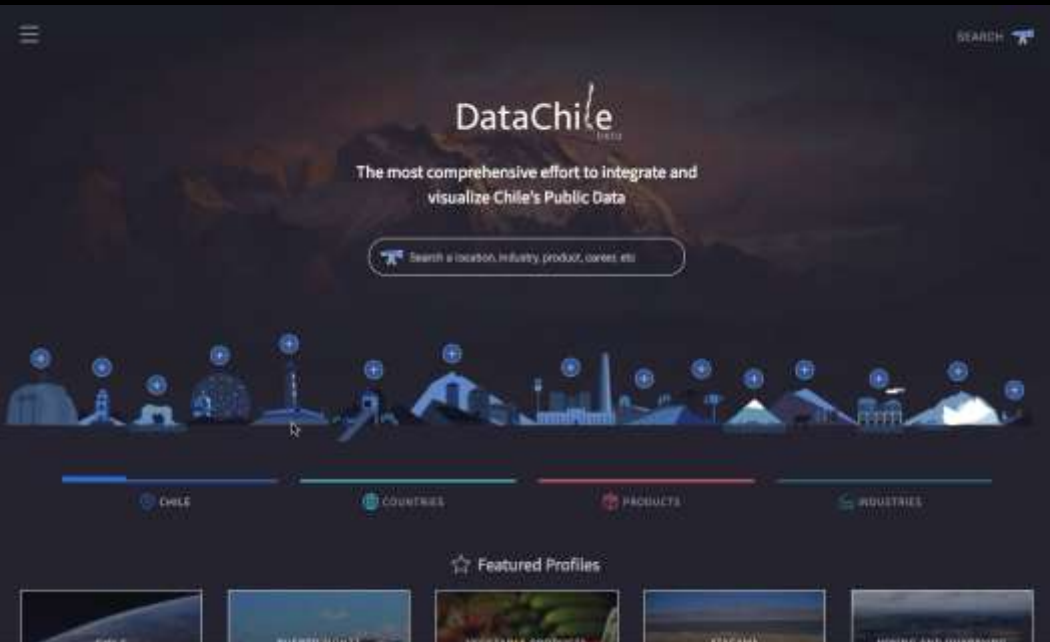 SEARCH
DataChile
beta
The most comprehensive effort to integrate and
visualize Chile's Public Data
Search a location, industry, product, career, etc
CHILE
COUNTRIES
PRODUCTS
INDUSTRIES
Featured Profiles